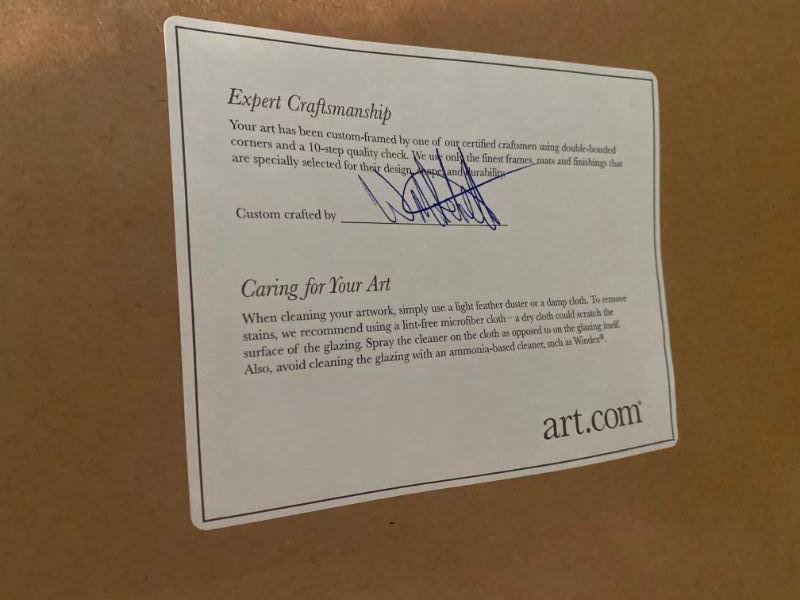 Expert Craftsmanship
Your art has been custom-framed by one of our certified craftsmen using double-bonded
corners and a 10-step quality check. We use only the finest frames, mats and finishings that
are specially selected for their design, shape and durability.
Custom crafted by
Caring for Your Art
When cleaning your artwork, simply use a light feather duster or a damp cloth. To remove
stains, we recommend using a lint-free microfiber cloth – a dry cloth could scratch the
surface of the glazing. Spray the cleaner on the cloth as opposed to on the glazing itself.
Also, avoid cleaning the glazing with an ammonia-based cleaner, such as Windex®.
art.com®